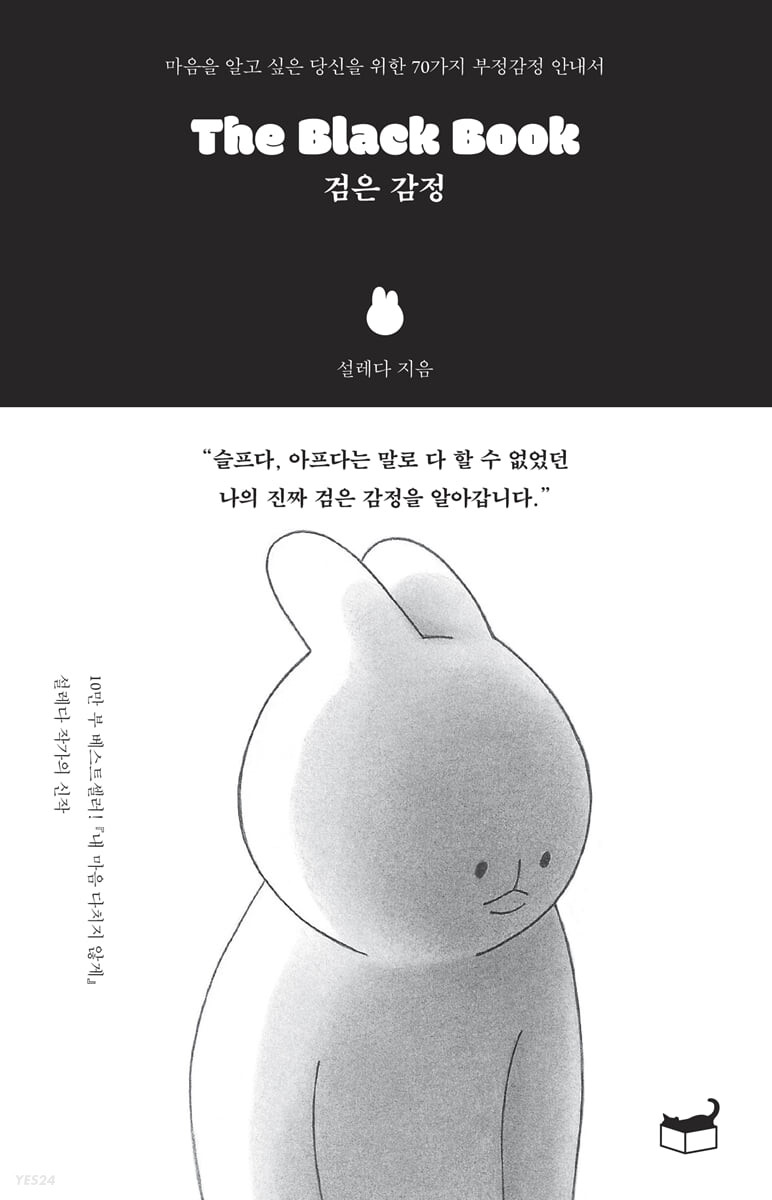 마음을 알고 싶은 당신을 위한 70가지 부정감정 안내서
The Black Book
검은 감정
설레다 지음
“슬프다, 아프다는 말로 다 할 수 없었던
나의 진짜 검은 감정을 알아갑니다.”
10만 부 베스트셀러! 『내 마음 다치지 않게』
설레다 작가의 신작
YES24